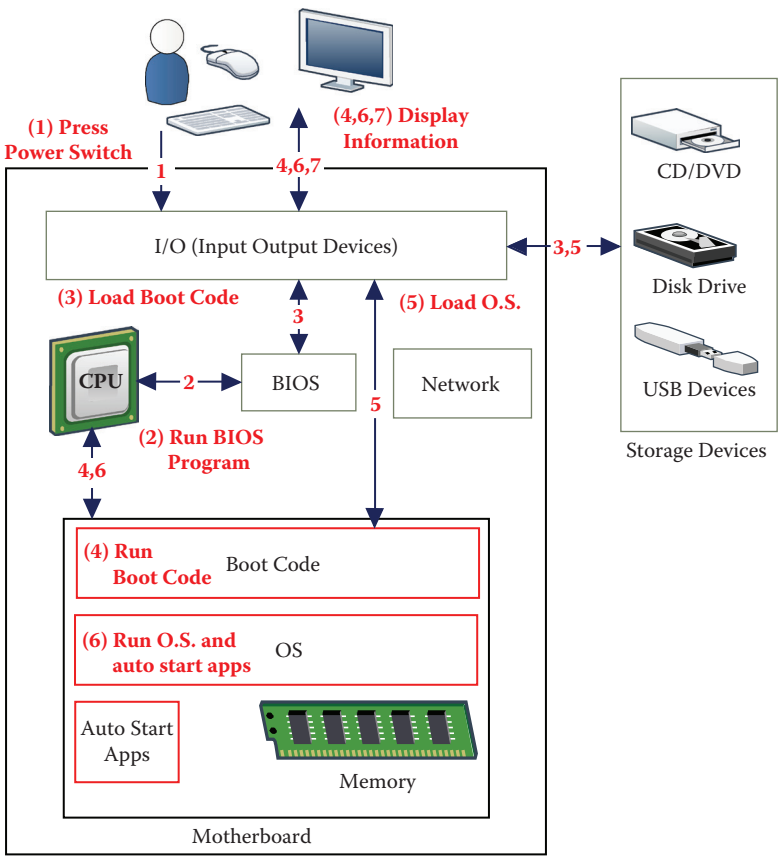 (1) Press
Power Switch
(4,6,7) Display
Information
1
4,6,7
I/O (Input Output Devices)
3,5
CD/DVD
Disk Drive
USB Devices
Storage Devices
(3) Load Boot Code
3
(5) Load O.S.
CPU
2
BIOS
Network
5
(2) Run BIOS
Program
4,6
(4) Run
Boot Code
Boot Code
(6) Run O.S. and
auto start apps
OS
Auto Start
Apps
Memory
Motherboard